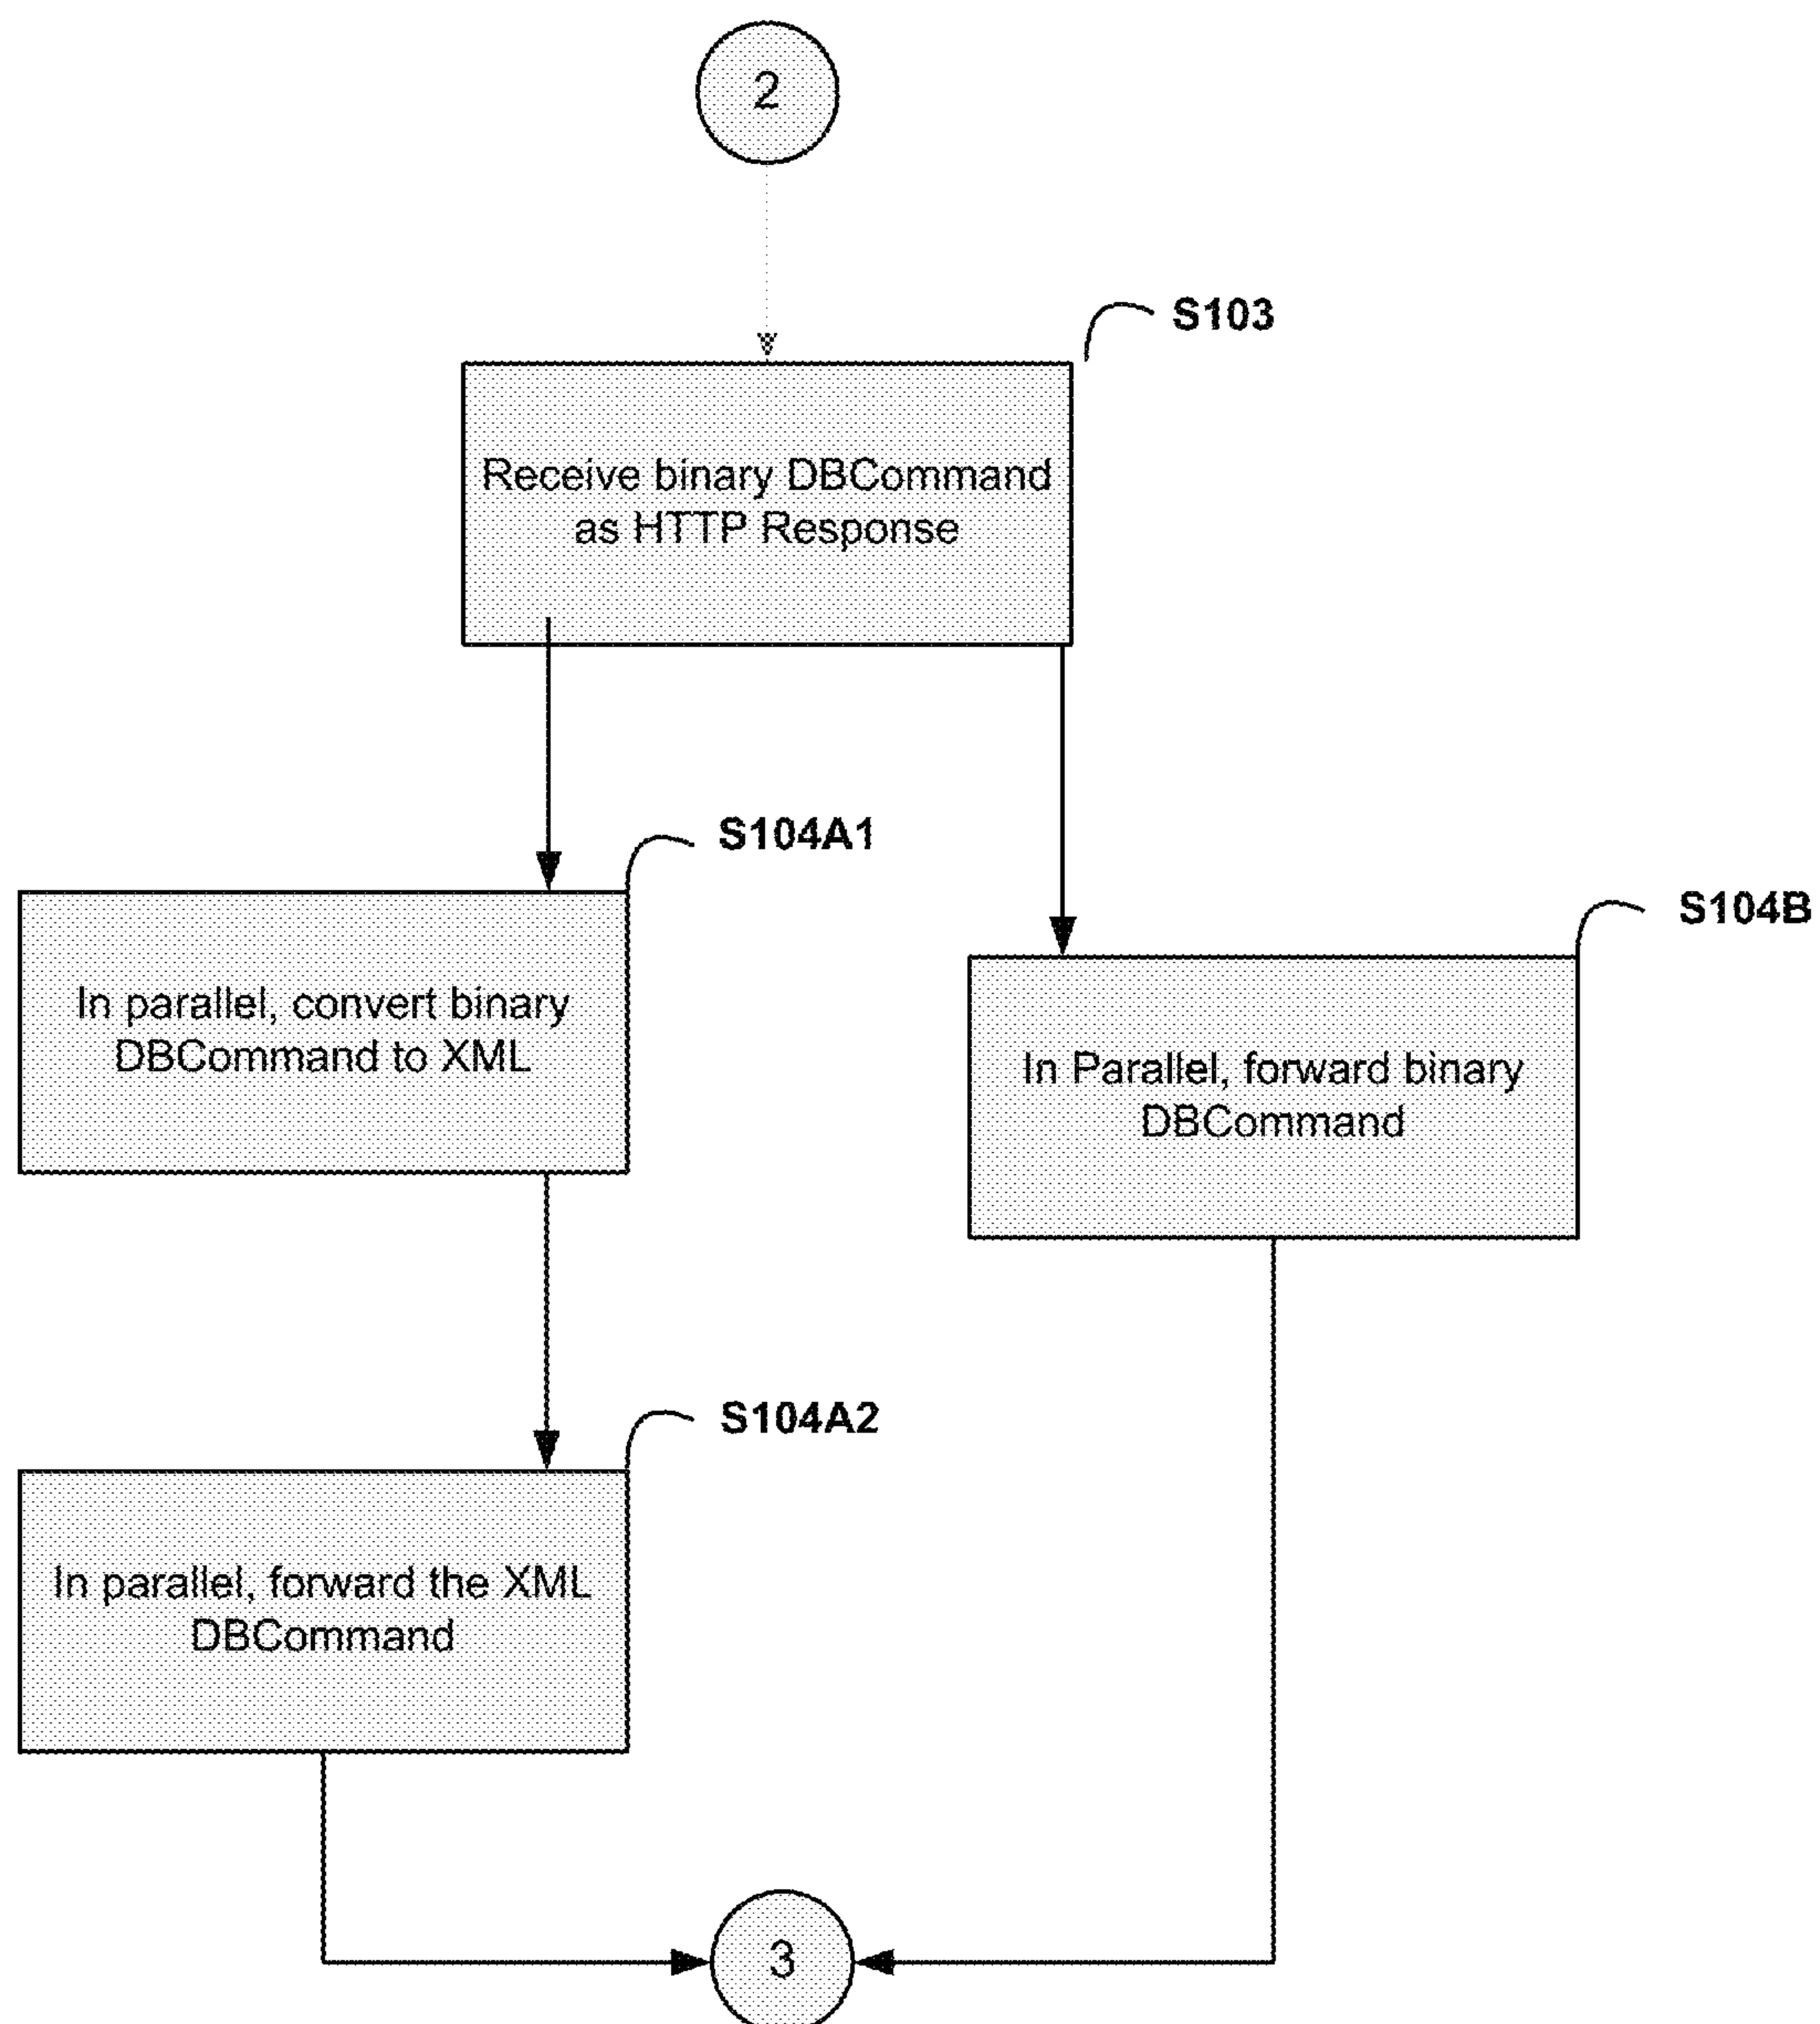 2
S103
Receive binary DBCommand
as HTTP Response
S104A1
In parallel, convert binary
DBCommand to XML
S104B
In Parallel, forward binary
DBCommand
S104A2
In parallel, forward the XML
DBCommand
3